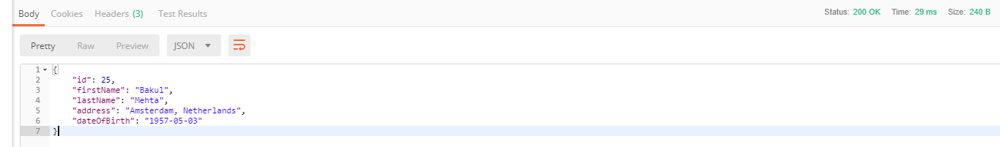 Body Cookies Headers (3) Test Results Status: 200 OK Time: 29 ms Size: 240 B
Pretty Raw Preview JSON
1 {
2 "id": 25,
3 "firstName": "Bakul",
4 "lastName": "Mehta",
5 "address": "Amsterdam, Netherlands",
6 "dateOfBirth": "1957-05-03"
7 }